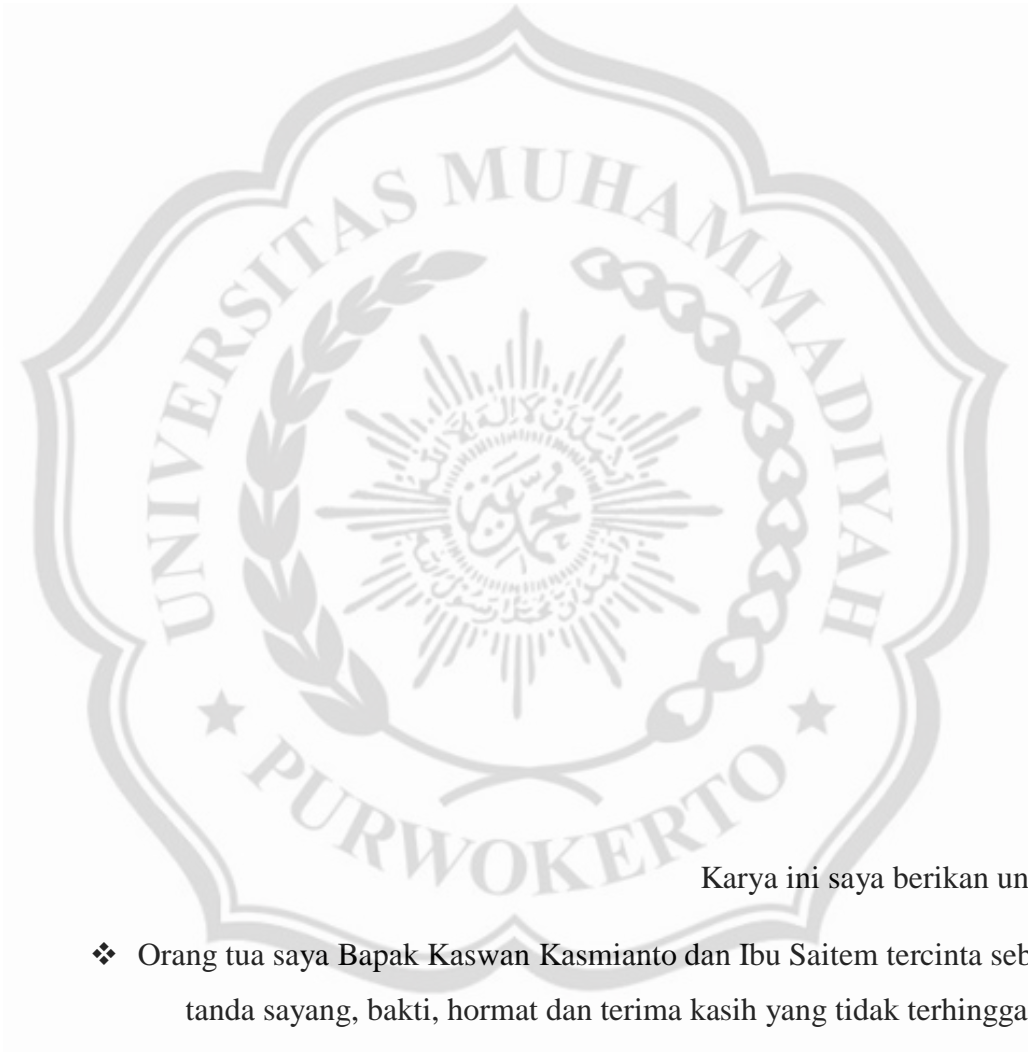 UNIVERSITAS MUHAMMADIYAH
PURWOKERTO
Karya ini saya berikan un
❖ Orang tua saya Bapak Kaswan Kasmianto dan Ibu Saitem tercinta seb
tanda sayang, bakti, hormat dan terima kasih yang tidak terhingga